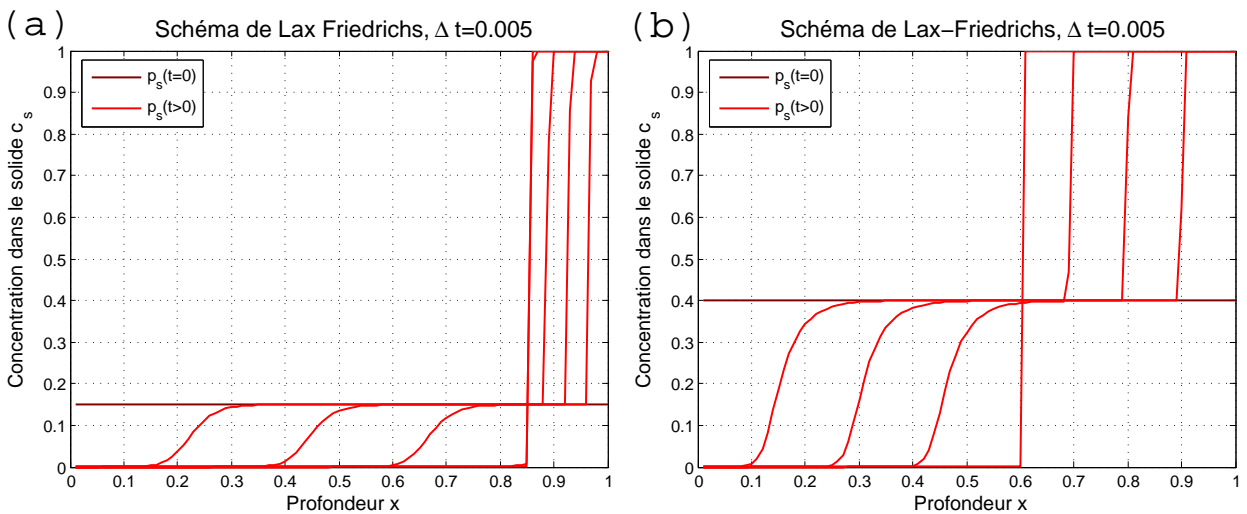 (a)
Schéma de Lax Friedrichs, Δ t=0.005
Concentration dans le solide c_s
1
0.9
0.8
0.7
0.6
0.5
0.4
0.3
0.2
0.1
0
p_s(t=0)
p_s(t>0)
0 0.1 0.2 0.3 0.4 0.5 0.6 0.7 0.8 0.9 1
Profondeur x
(b)
Schéma de Lax−Friedrichs, Δ t=0.005
Concentration dans le solide c_s
1
0.9
0.8
0.7
0.6
0.5
0.4
0.3
0.2
0.1
0
p_s(t=0)
p_s(t>0)
0 0.1 0.2 0.3 0.4 0.5 0.6 0.7 0.8 0.9 1
Profondeur x